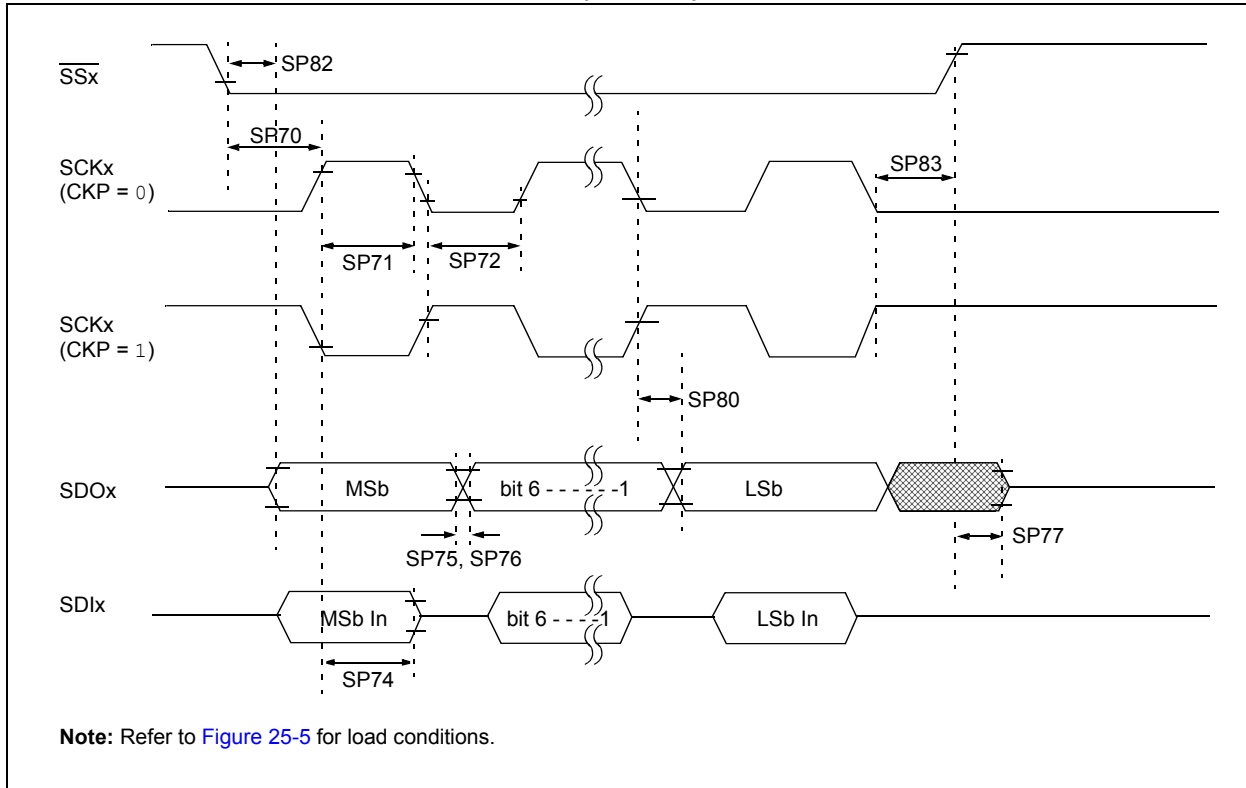 SSx
SP82
SP70
SCKx
(CKP = 0)
SP83
SP71
SP72
SCKx
(CKP = 1)
SP80
SDOx
MSb
bit 6 - - - - - - -1
LSb
SP75, SP76
SP77
SDIx
MSb In
bit 6 - - - -1
LSb In
SP74
Note: Refer to Figure 25-5 for load conditions.